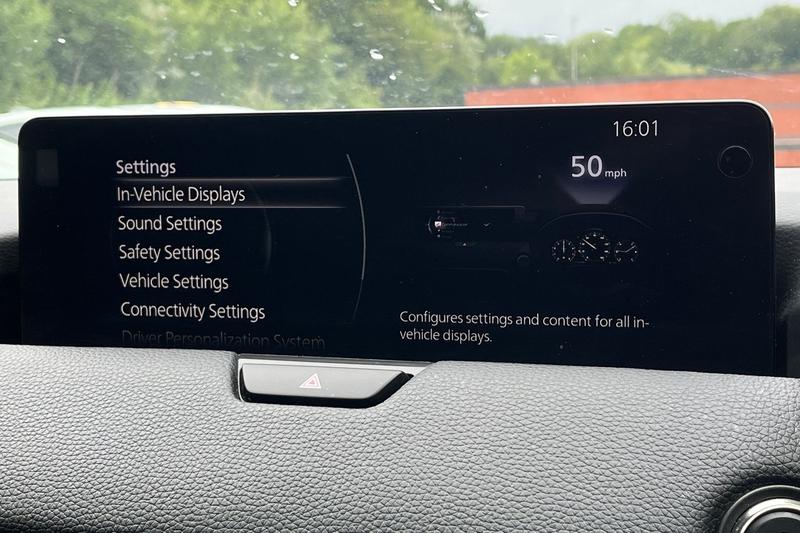 16:01
Settings
In-Vehicle Displays
Sound Settings
Safety Settings
Vehicle Settings
Connectivity Settings
Driver Personalization System
50 mph
Configures settings and content for all in-
vehicle displays.